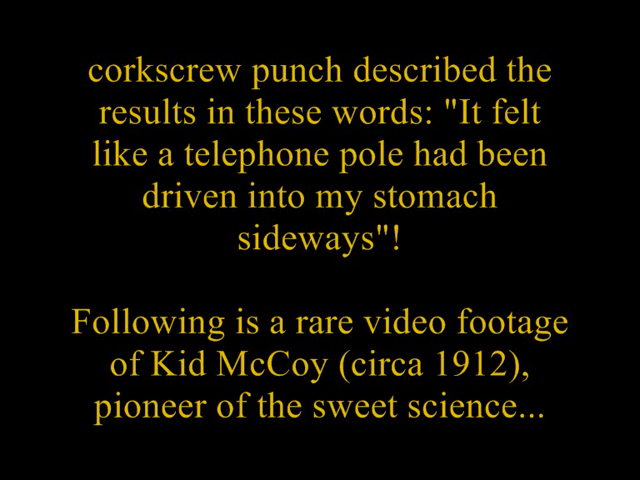 corkscrew punch described the
results in these words: "It felt
like a telephone pole had been
driven into my stomach
sideways"!
Following is a rare video footage
of Kid McCoy (circa 1912),
pioneer of the sweet science...